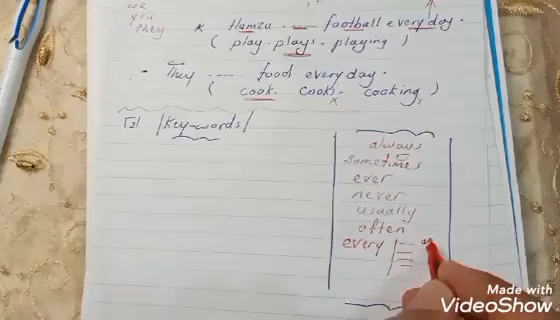 we
you
they
* Hamza ---- football every day.
( play - plays - playing )
- They ---- food every day.
( cook - cooks - cooking )
[2] /Key-words/
always
sometimes
ever
never
usually
often
every
Made with
VideoShow